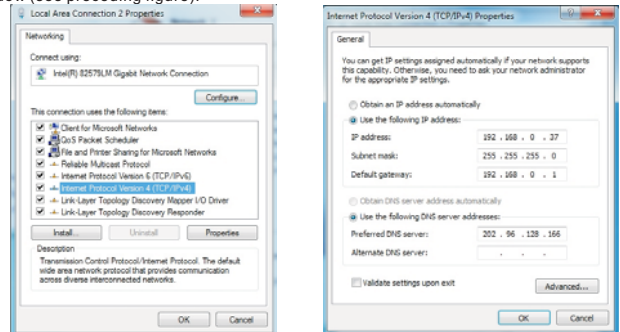 (see preceding figure).
Local Area Connection 2 Properties
Networking
Connect using:
Intel(R) 82579LM Gigabit Network Connection
Configure...
This connection uses the following items:
Client for Microsoft Networks
QoS Packet Scheduler
File and Printer Sharing for Microsoft Networks
Reliable Multicast Protocol
Internet Protocol Version 6 (TCP/IPv6)
Internet Protocol Version 4 (TCP/IPv4)
Link-Layer Topology Discovery Mapper I/O Driver
Link-Layer Topology Discovery Responder
Install... Uninstall Properties
Description
Transmission Control Protocol/Internet Protocol. The default
wide area network protocol that provides communication
across diverse interconnected networks.
OK Cancel
Internet Protocol Version 4 (TCP/IPv4) Properties
General
You can get IP settings assigned automatically if your network supports
this capability. Otherwise, you need to ask your network administrator
for the appropriate IP settings.
Obtain an IP address automatically
Use the following IP address:
IP address: 192 . 168 . 0 . 37
Subnet mask: 255 . 255 . 255 . 0
Default gateway: 192 . 168 . 0 . 1
Obtain DNS server address automatically
Use the following DNS server addresses:
Preferred DNS server: 202 . 96 . 128 . 166
Alternate DNS server: . . .
Validate settings upon exit
Advanced...
OK Cancel